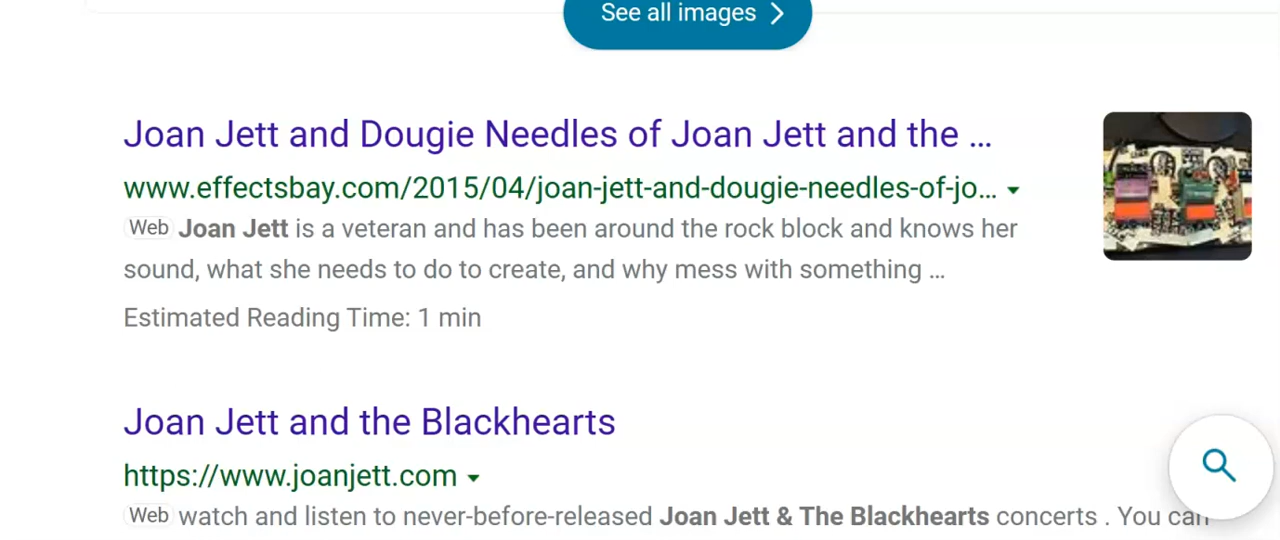 See all images
Joan Jett and Dougie Needles of Joan Jett and the ...
www.effectsbay.com/2015/04/joan-jett-and-dougie-needles-of-jo...
Web Joan Jett is a veteran and has been around the rock block and knows her
sound, what she needs to do to create, and why mess with something ...
Estimated Reading Time: 1 min
Joan Jett and the Blackhearts
https://www.joanjett.com
Web watch and listen to never-before-released Joan Jett & The Blackhearts concerts . You can